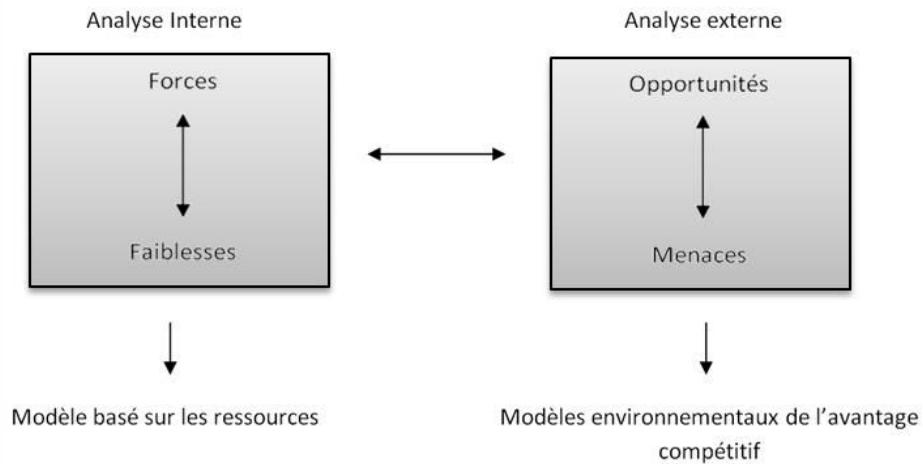 Analyse Interne
Analyse externe
Forces
Opportunités
Faiblesses
Menaces
Modèle basé sur les ressources
Modèles environnementaux de l'avantage
compétitif